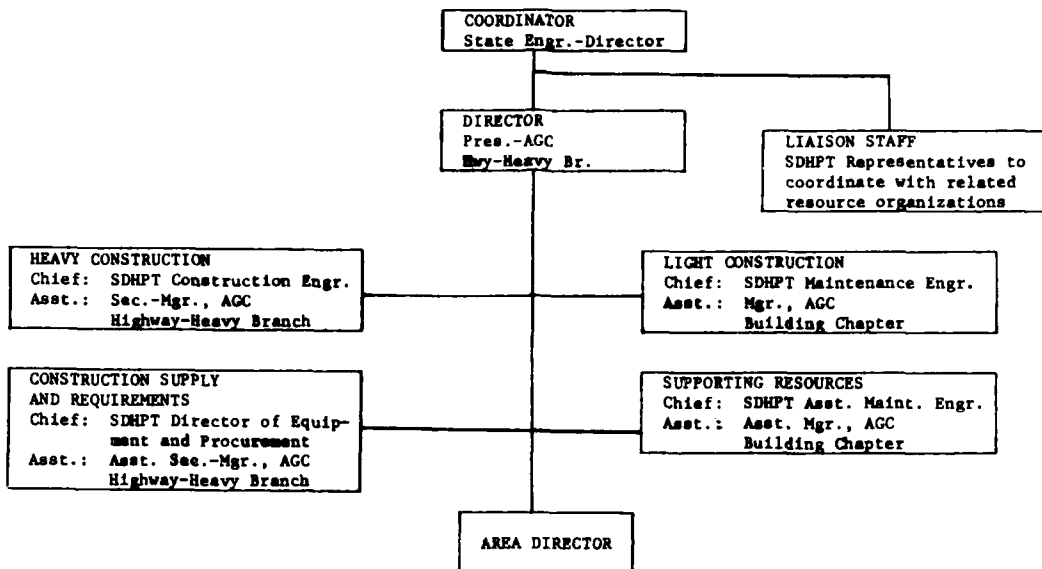 COORDINATOR
State Engr.-Director
DIRECTOR
Pres.-AGC
Hwy-Heavy Br.
LIAISON STAFF
SDHPT Representatives to
coordinate with related
resource organizations
HEAVY CONSTRUCTION
Chief: SDHPT Construction Engr.
Asst.: Sec.-Mgr., AGC
Highway-Heavy Branch
LIGHT CONSTRUCTION
Chief: SDHPT Maintenance Engr.
Asst.: Mgr., AGC
Building Chapter
CONSTRUCTION SUPPLY
AND REQUIREMENTS
Chief: SDHPT Director of Equip-
ment and Procurement
Asst.: Asst. Sec.-Mgr., AGC
Highway-Heavy Branch
SUPPORTING RESOURCES
Chief: SDHPT Asst. Maint. Engr.
Asst.: Asst. Mgr., AGC
Building Chapter
AREA DIRECTOR